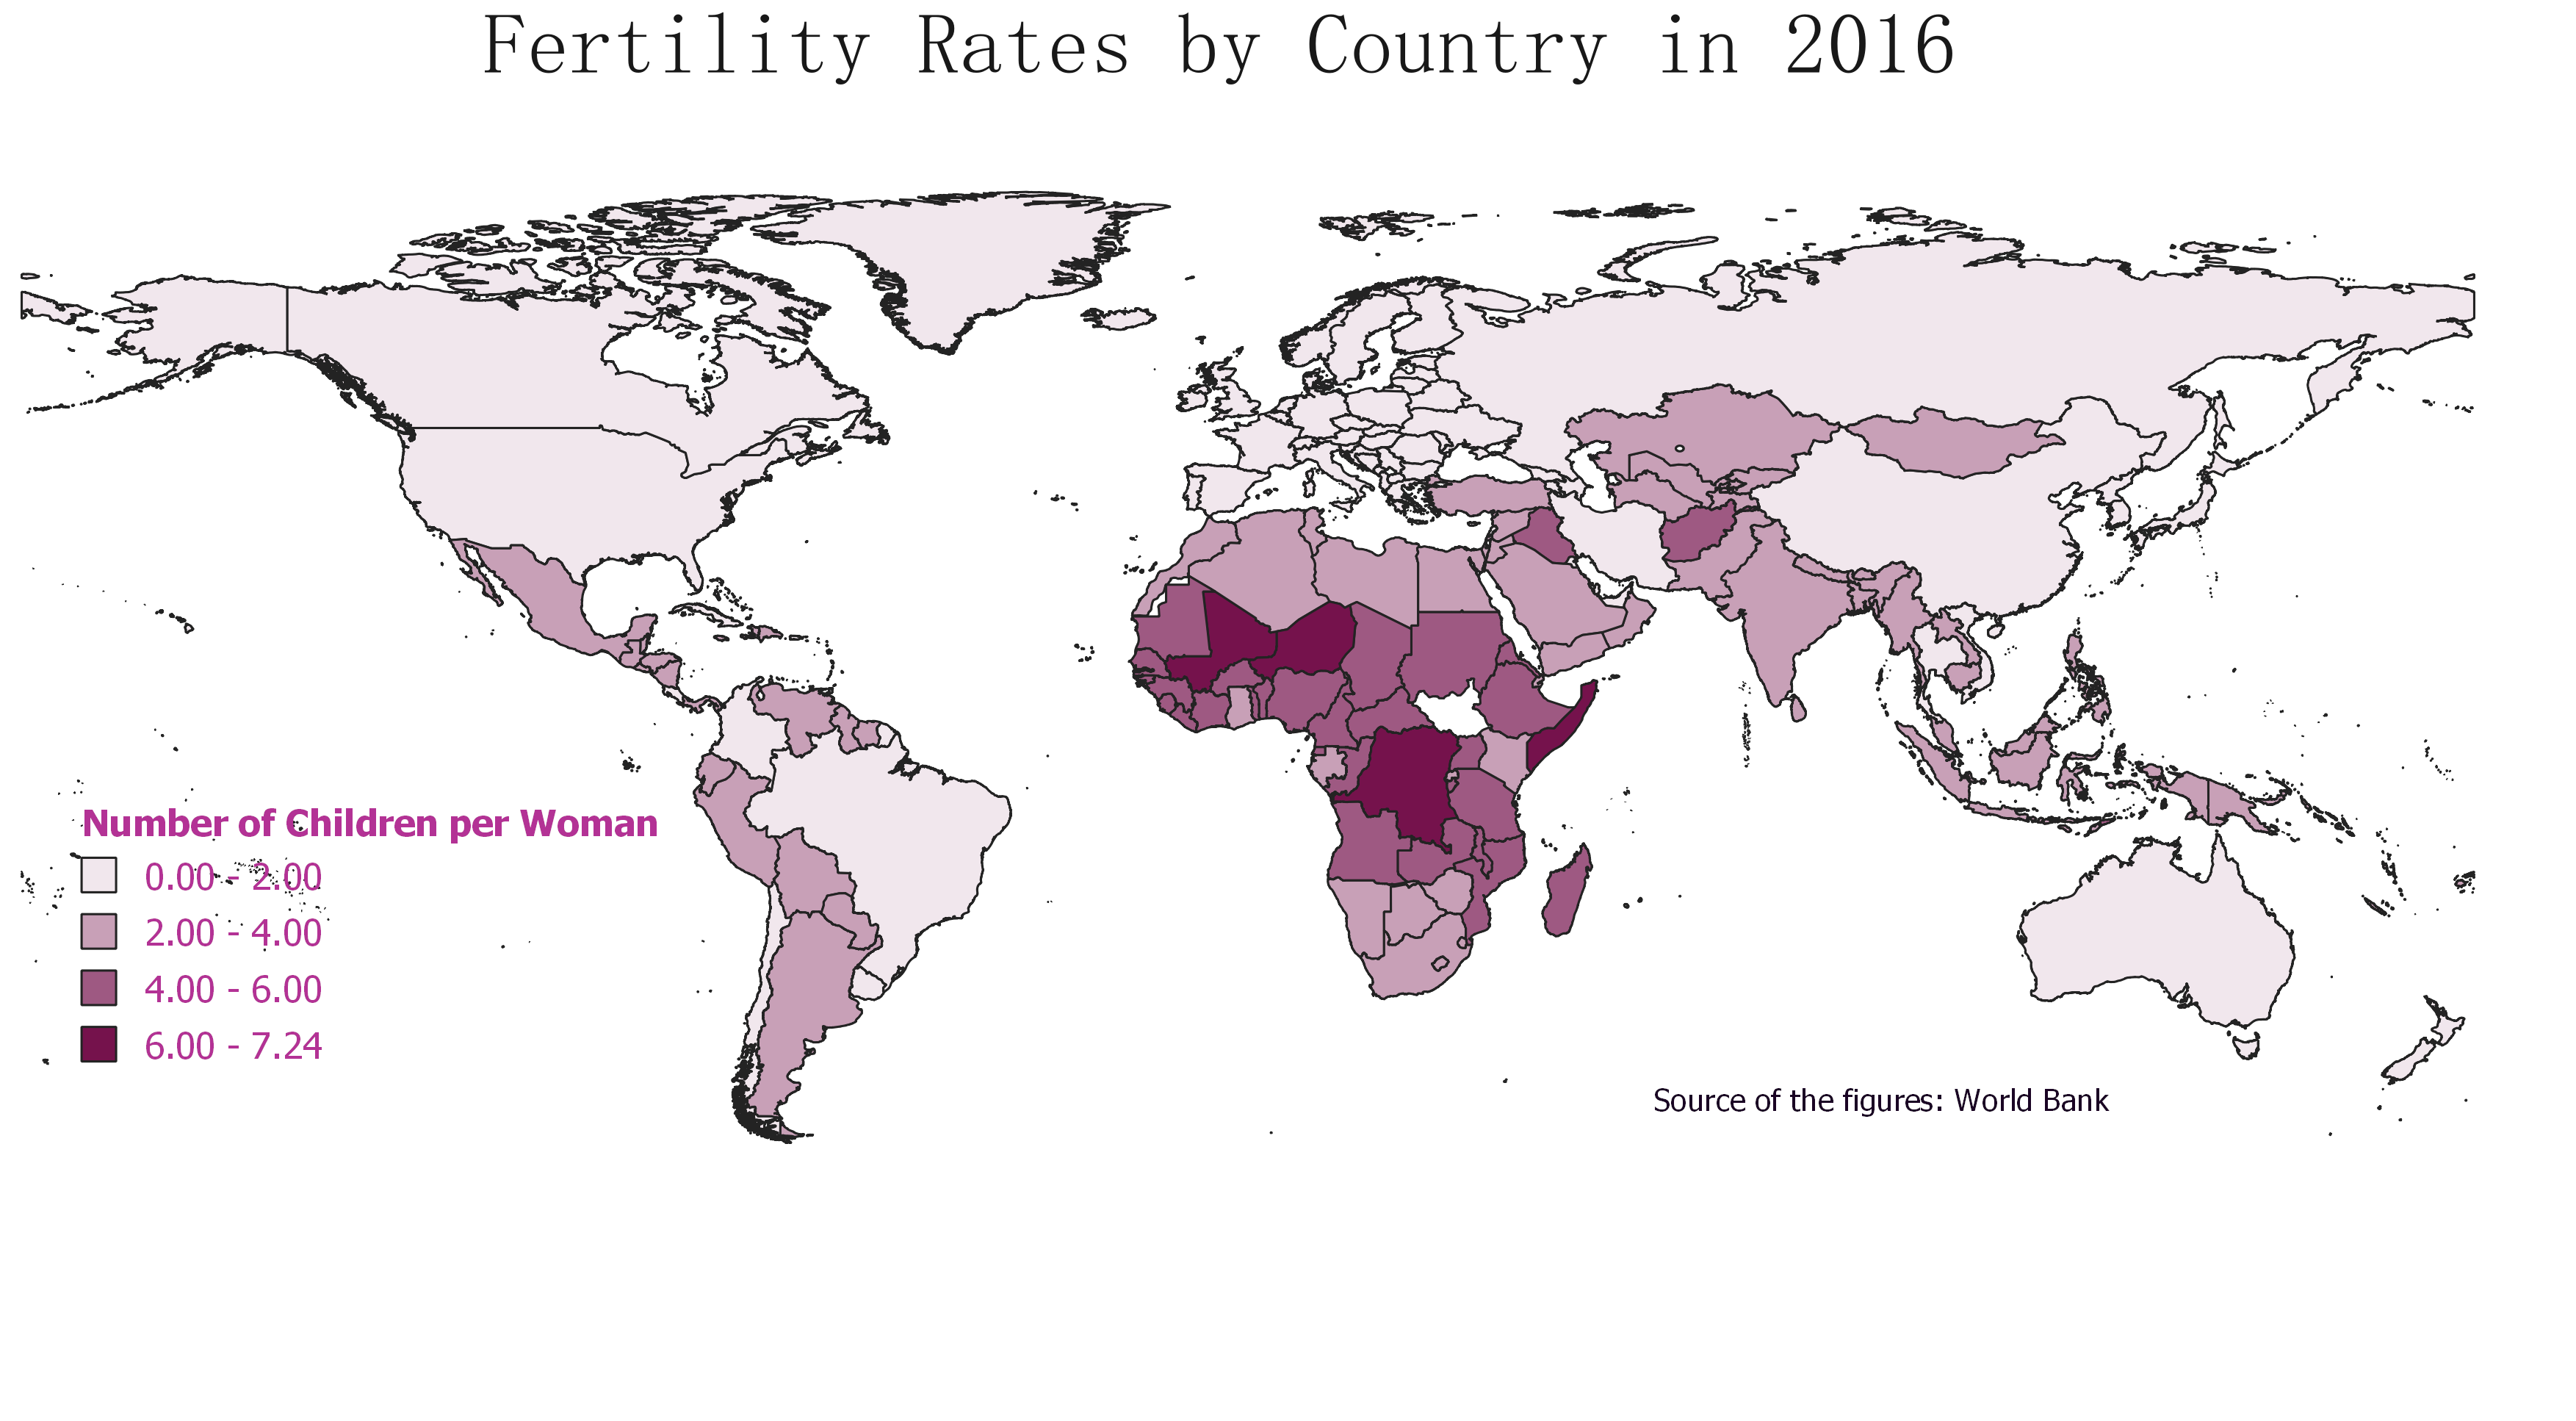 Fertility Rates by Country in 2016
Number of Children per Woman
0.00 - 2.00
2.00 - 4.00
4.00 - 6.00
6.00 - 7.24
Source of the figures: World Bank